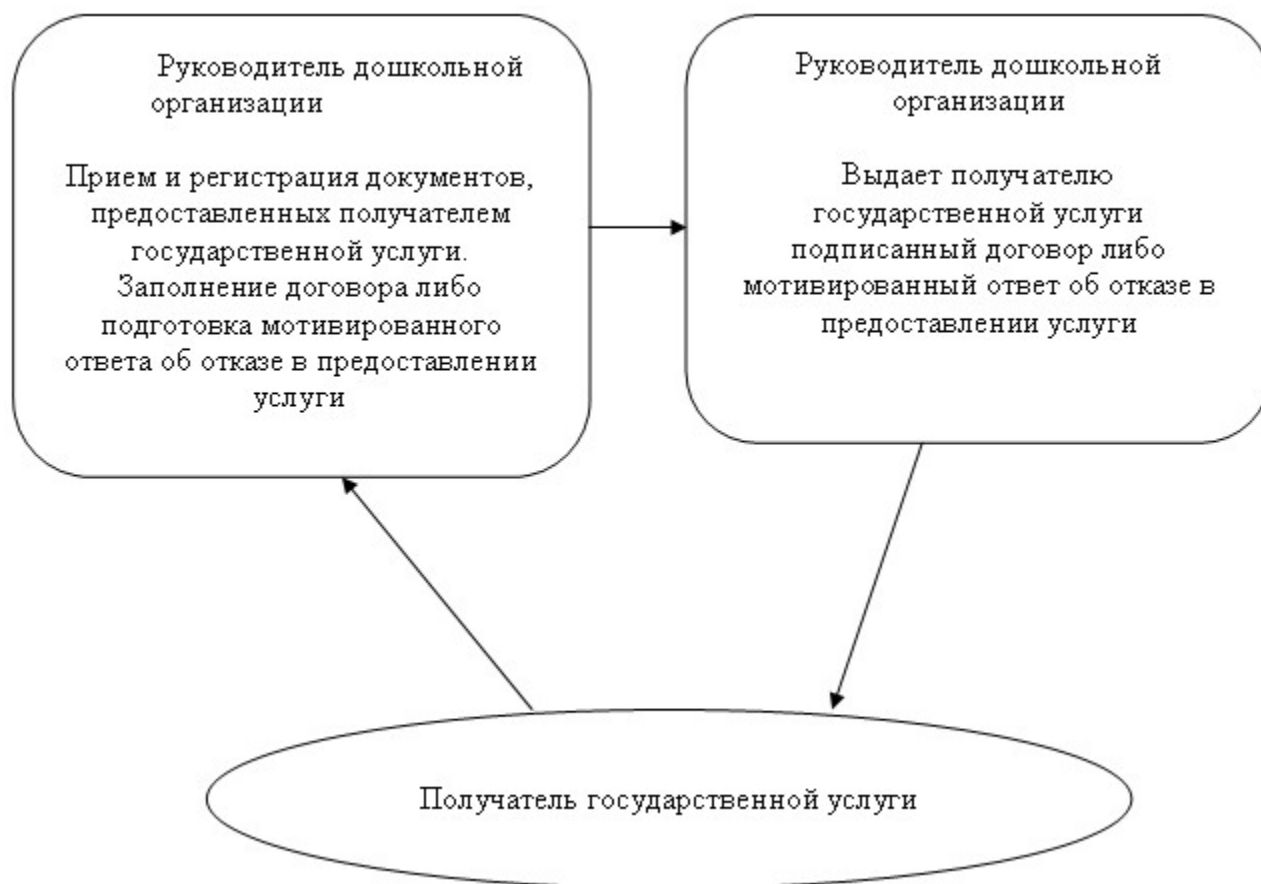 Руководитель дошкольной
организации
Прием и регистрация документов,
предоставленных получателем
государственной услуги.
Заполнение договора либо
подготовка мотивированного
ответа об отказе в предоставлении
услуги
Руководитель дошкольной
организации
Выдает получателю
государственной услуги
подписанный договор либо
мотивированный ответ об отказе в
предоставлении услуги
Получатель государственной услуги